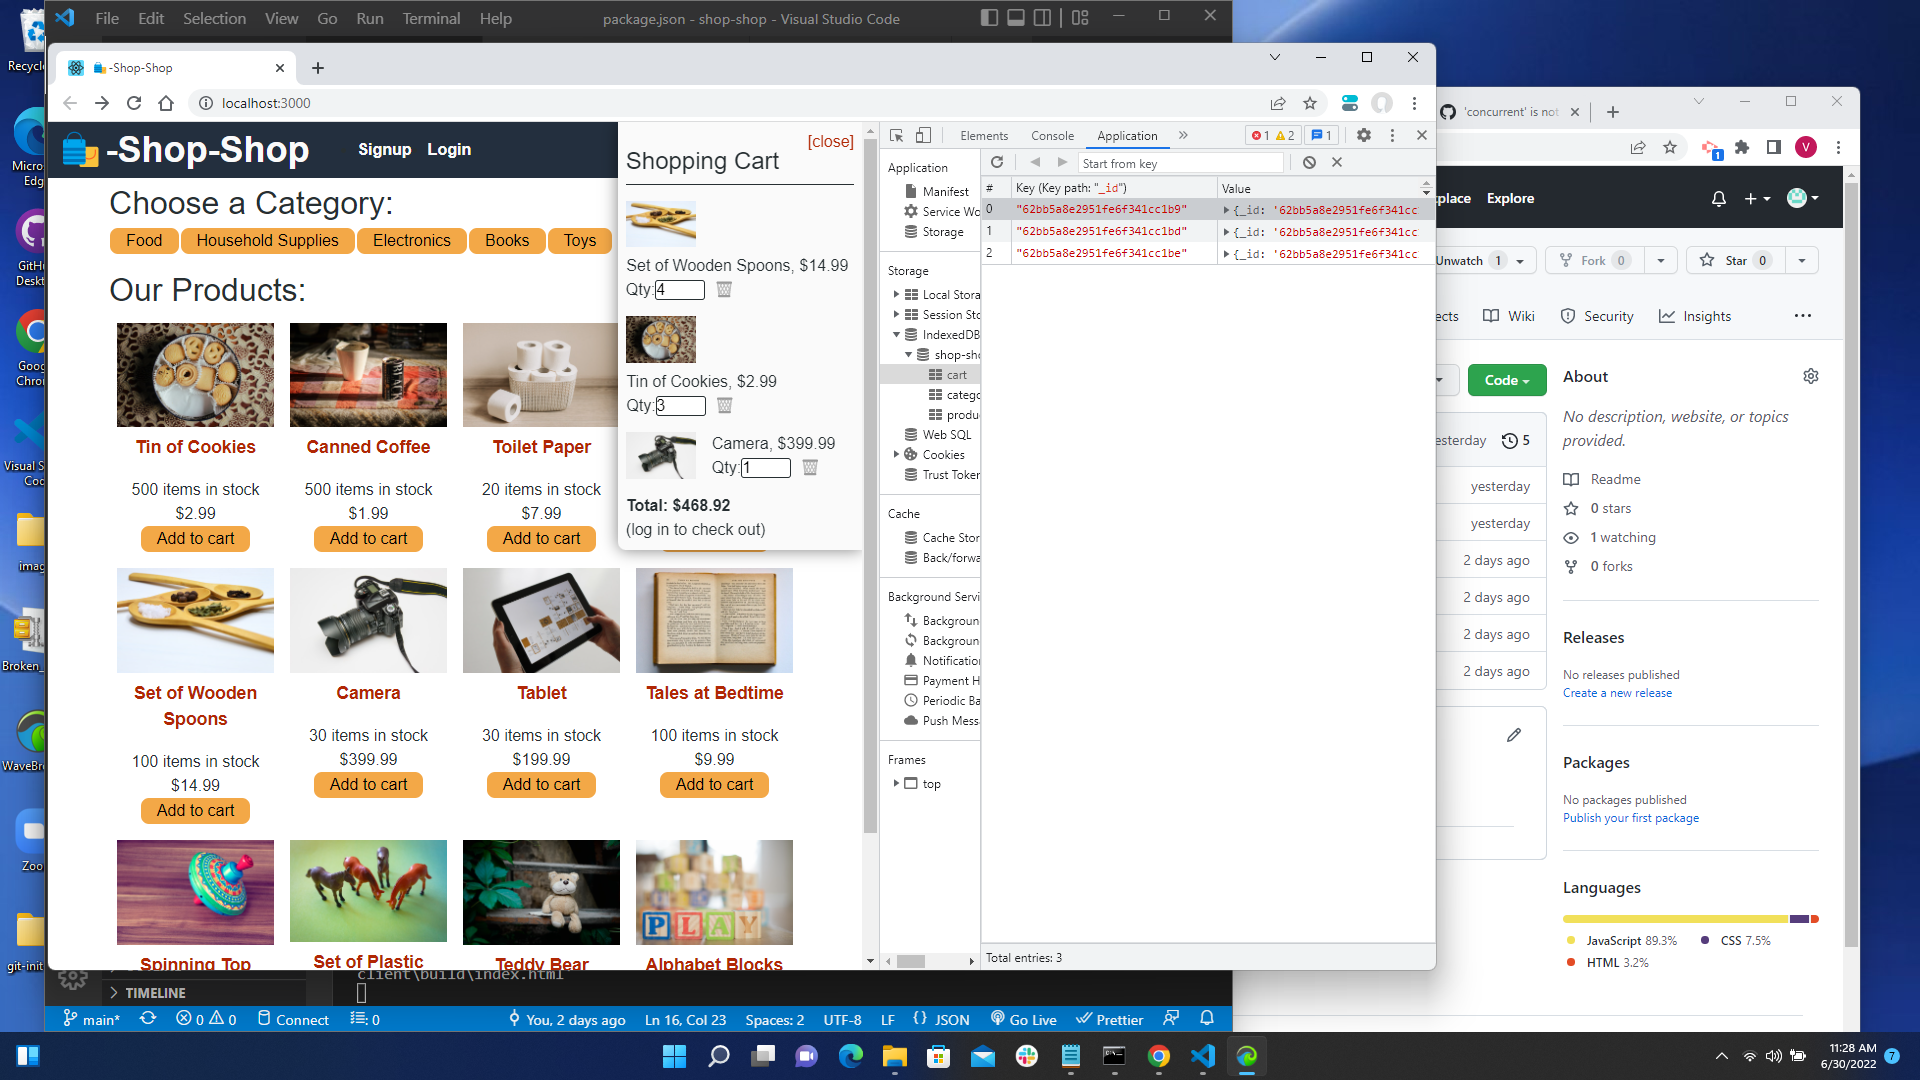 File Edit Selection View Go Run Terminal Help
package.json - shop-shop - Visual Studio Code
-Shop-Shop
localhost:3000
-Shop-Shop
Signup Login
Choose a Category:
Food
Household Supplies
Electronics
Books
Toys
Our Products:
Tin of Cookies
500 items in stock
$2.99
Add to cart
Canned Coffee
500 items in stock
$1.99
Add to cart
Toilet Paper
20 items in stock
$7.99
Add to cart
Set of Wooden
Spoons
100 items in stock
$14.99
Add to cart
Camera
30 items in stock
$399.99
Add to cart
Tablet
30 items in stock
$199.99
Add to cart
Tales at Bedtime
100 items in stock
$9.99
Add to cart
Spinning Top
Set of Plastic
Teddy Bear
PLAY
Alphabet Blocks
[close]
Shopping Cart
Set of Wooden Spoons, $14.99
Qty: 4
Tin of Cookies, $2.99
Qty: 3
Camera, $399.99
Qty: 1
Total: $468.92
(log in to check out)
Elements Console Application
1 2 1
Application
Manifest
Service Wo
Storage
Storage
Local Stora
Session Sto
IndexedDB
shop-sho
cart
catego
produ
Web SQL
Cookies
Trust Token
Cache
Cache Stor
Back/forwa
Background Servi
Backgroun
Backgroun
Notificatio
Payment H
Periodic Ba
Push Mess
Frames
top
Start from key
# Key (Key path: "_id") Value
0 "62bb5a8e2951fe6f341cc1b9" {_id: '62bb5a8e2951fe6f341cc
1 "62bb5a8e2951fe6f341cc1bd" {_id: '62bb5a8e2951fe6f341cc
2 "62bb5a8e2951fe6f341cc1be" {_id: '62bb5a8e2951fe6f341cc
Total entries: 3
'concurrent' is not
1
V
place Explore
Unwatch 1
Fork 0
Star 0
ects Wiki Security Insights
Code
esterday 5
yesterday
yesterday
2 days ago
2 days ago
2 days ago
2 days ago
About
No description, website, or topics
provided.
Readme
0 stars
1 watching
0 forks
Releases
No releases published
Create a new release
Packages
No packages published
Publish your first package
Languages
JavaScript 89.3% CSS 7.5%
HTML 3.2%
Recycle
Micros
Edg
GitHu
Deskt
Goog
Chron
Visual S
Cod
imag
Broken_
WaveBro
Zoo
git-init
client\build\index.html
TIMELINE
main* 0 0 Connect : 0
You, 2 days ago Ln 16, Col 23 Spaces: 2 UTF-8 LF {} JSON Go Live Prettier
11:28 AM
6/30/2022
7